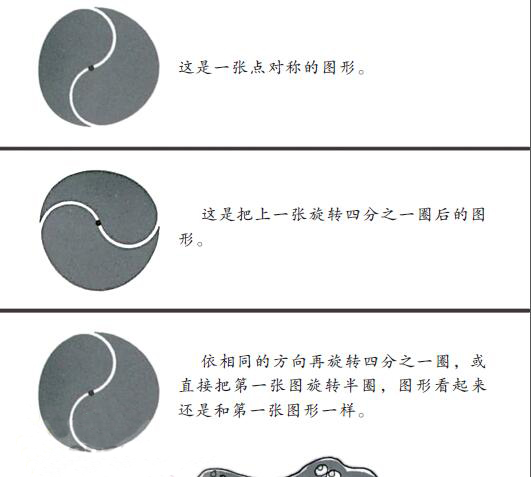 这是一张点对称的图形。
这是把上一张旋转四分之一圈后的图
形。
依相同的方向再旋转四分之一圈，或
直接把第一张图旋转半圈，图形看起来
还是和第一张图形一样。